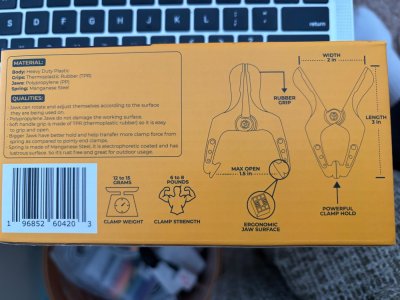 MATERIAL:
Body: Heavy Duty Plastic
Grips: Thermoplastic Rubber (TPR)
Jaws: Polypropylene (PP)
Spring: Manganese Steel
QUALITIES:
- Jaws can rotate and adjust themselves according to the surface
they are being used on.
- Polypropylene Jaws do not damage the working surface.
- Soft handle grip is made of TPR (thermoplastic rubber) so it is easy
to grip and open.
- Bigger Jaws have better hold and help transfer more clamp force from
spring as compared to pointy end clamps.
- Spring is made of Manganese Steel, it is electrophoretic coated and has
lustrous surface. So it's rust free and great for outdoor usage.
1 96852 60420 3
12 to 15
GRAMS
CLAMP WEIGHT
6 to 8
POUNDS
CLAMP STRENGTH
RUBBER
GRIP
MAX OPEN
1.5 in
ERGONOMIC
JAW SURFACE
WIDTH
2 in
LENGTH
3 in
POWERFUL
CLAMP HOLD